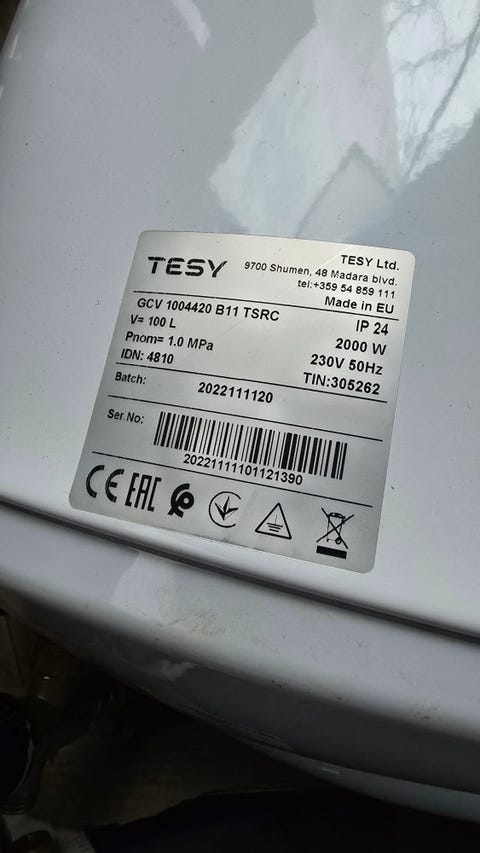 TESY
TESY Ltd.
9700 Shumen, 48 Madara blvd.
tel:+359 54 859 111
Made in EU
GCV 1004420 B11 TSRC
IP 24
V= 100 L
2000 W
Pnom= 1.0 MPa
230V 50Hz
IDN: 4810
TIN:305262
Batch:
2022111120
Ser.No:
20221111101121390
CE EAC